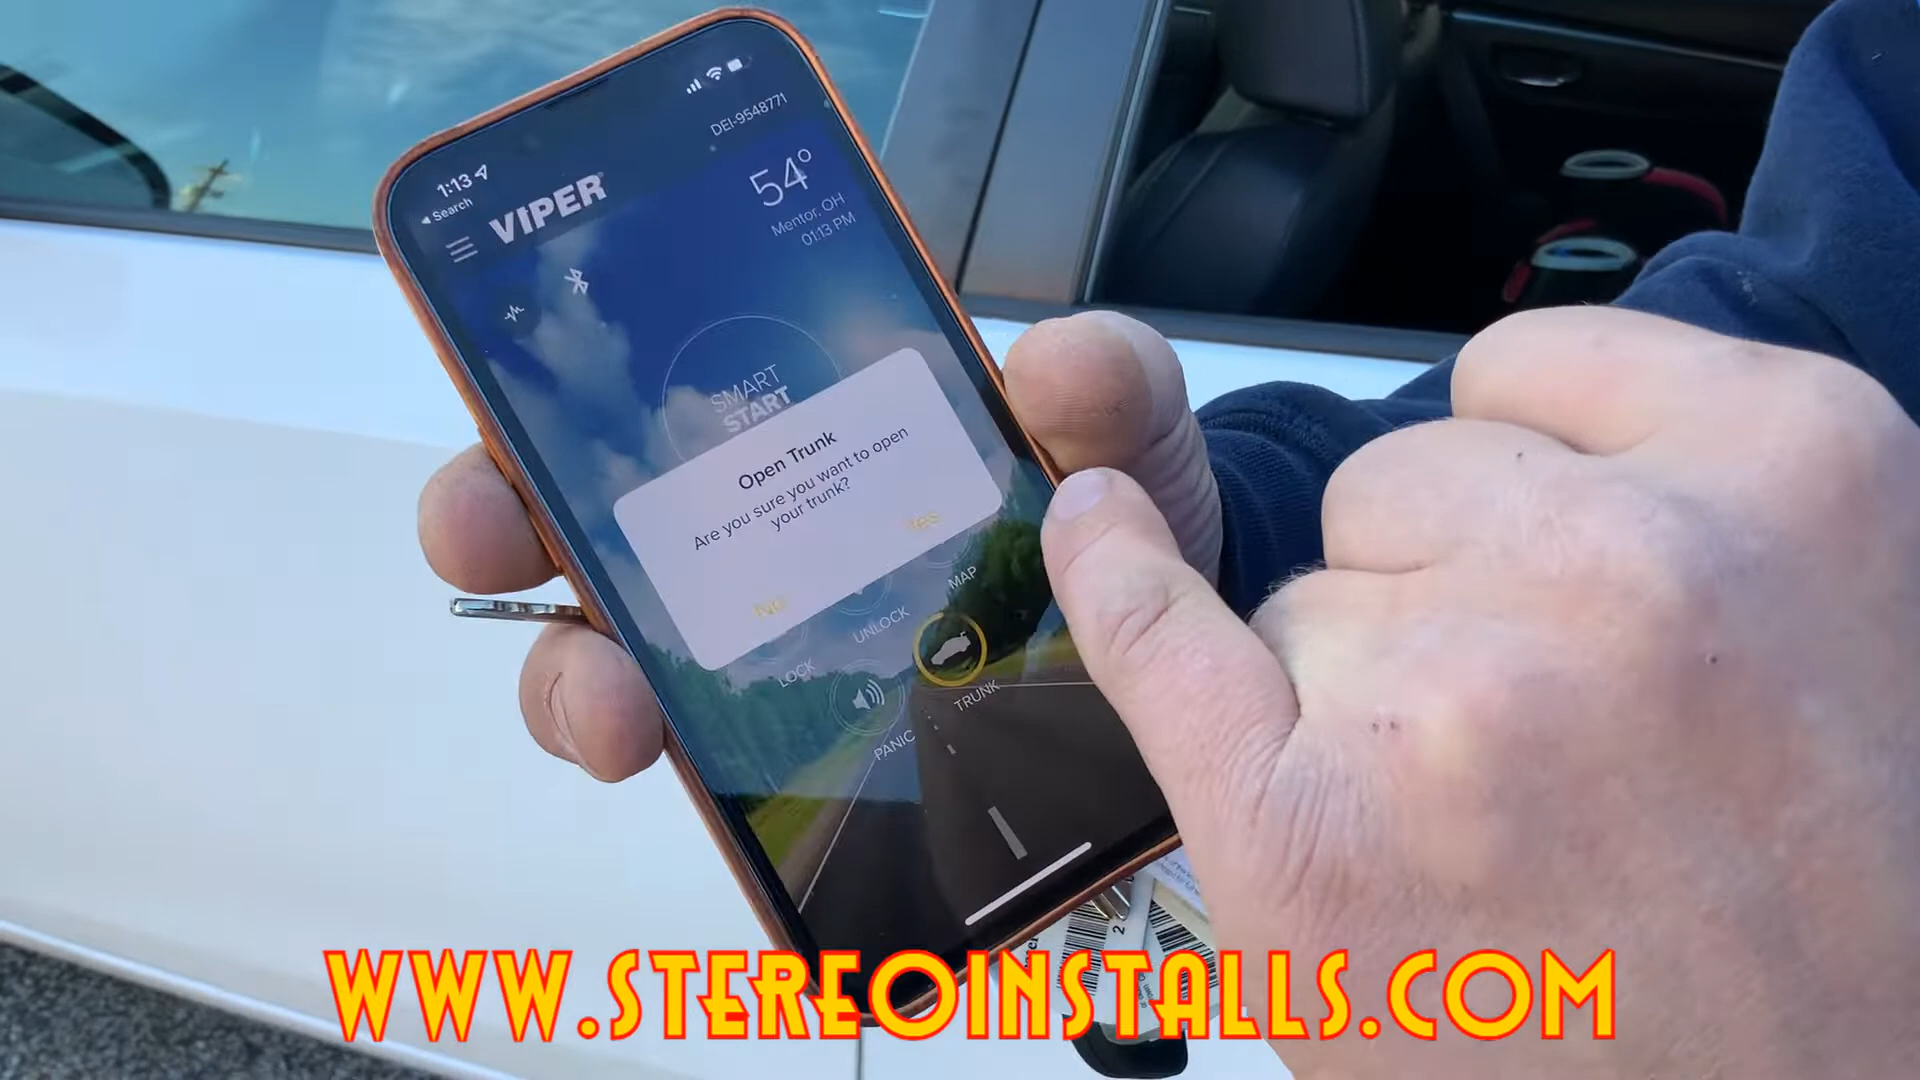 1:13
Search
DEI-9548771
VIPER
54°
Mentor, OH
01:13 PM
SMART
START
Open Trunk
Are you sure you want to open
your trunk?
No
Yes
MAP
UNLOCK
LOCK
TRUNK
PANIC
2
WWW.STEREOINSTALLS.COM